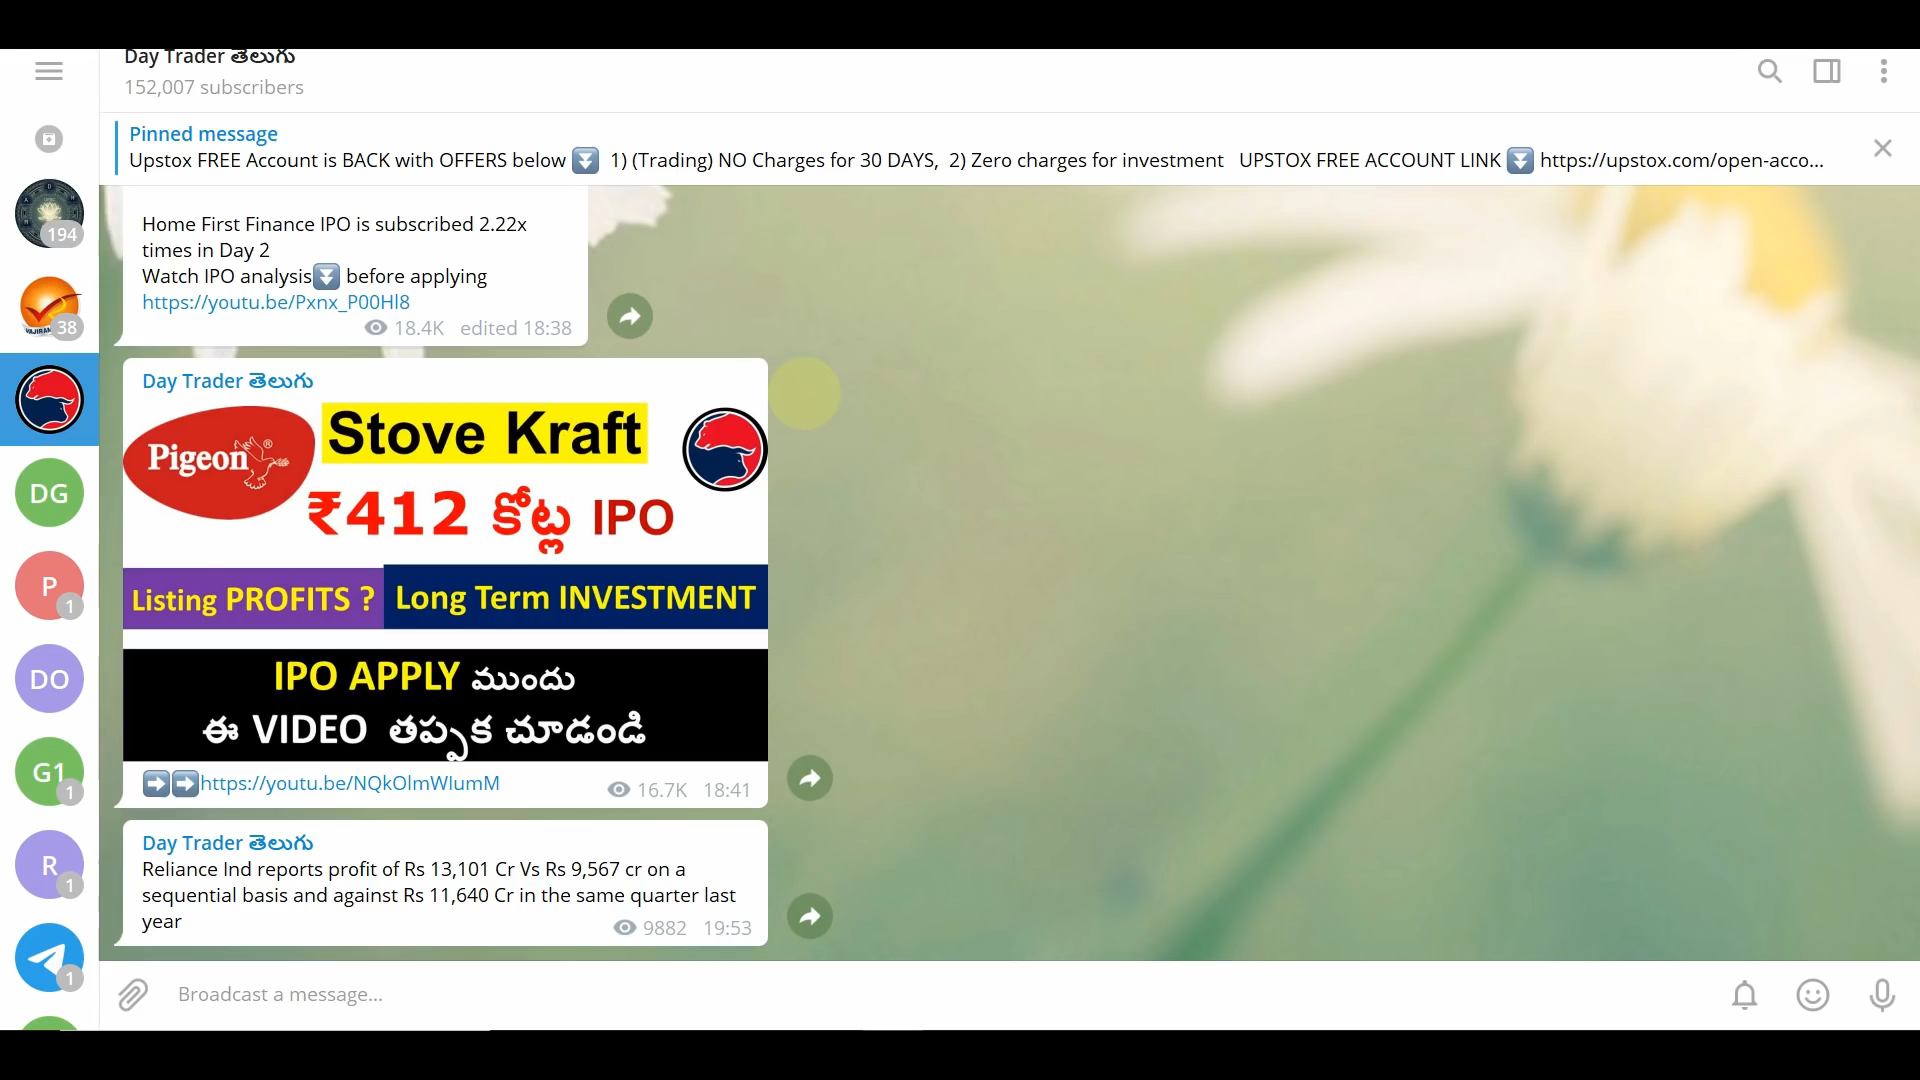 Day Trader తెలుగు
152,007 subscribers
Pinned message
Upstox FREE Account is BACK with OFFERS below ⏬ 1) (Trading) NO Charges for 30 DAYS, 2) Zero charges for investment UPSTOX FREE ACCOUNT LINK ⏬ https://upstox.com/open-acco...
194
38
DG
P
1
DO
G1
1
R
1
1
Home First Finance IPO is subscribed 2.22x
times in Day 2
Watch IPO analysis⏬ before applying
https://youtu.be/Pxnx_P00Hl8
18.4K edited 18:38
Day Trader తెలుగు
Pigeon®
Stove Kraft
₹412 కోట్ల IPO
Listing PROFITS ? Long Term INVESTMENT
IPO APPLY ముందు
ఈ VIDEO తప్పక చూడండి
➡➡https://youtu.be/NQkOlmWIumM
16.7K 18:41
Day Trader తెలుగు
Reliance Ind reports profit of Rs 13,101 Cr Vs Rs 9,567 cr on a
sequential basis and against Rs 11,640 Cr in the same quarter last
year
9882 19:53
Broadcast a message...